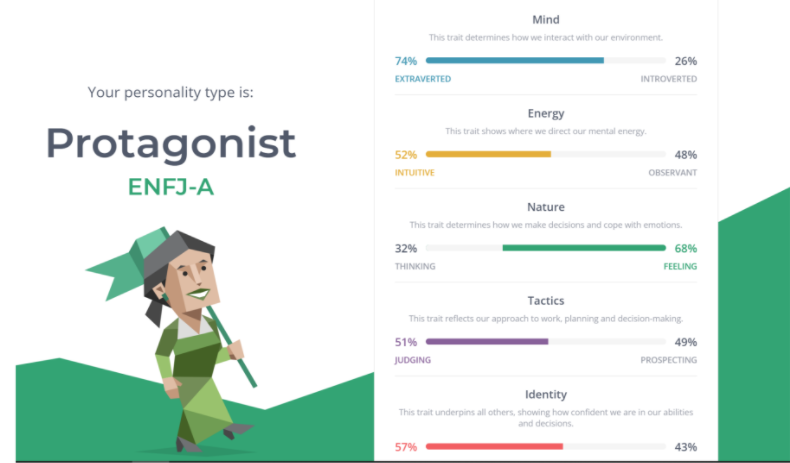 Your personality type is:
Protagonist
ENFJ-A
Mind
This trait determines how we interact with our environment.
74% 26%
EXTRAVERTED INTROVERTED
Energy
This trait shows where we direct our mental energy.
52% 48%
INTUITIVE OBSERVANT
Nature
This trait determines how we make decisions and cope with emotions.
32% 68%
THINKING FEELING
Tactics
This trait reflects our approach to work, planning and decision-making.
51% 49%
JUDGING PROSPECTING
Identity
This trait underpins all others, showing how confident we are in our abilities
and decisions.
57% 43%